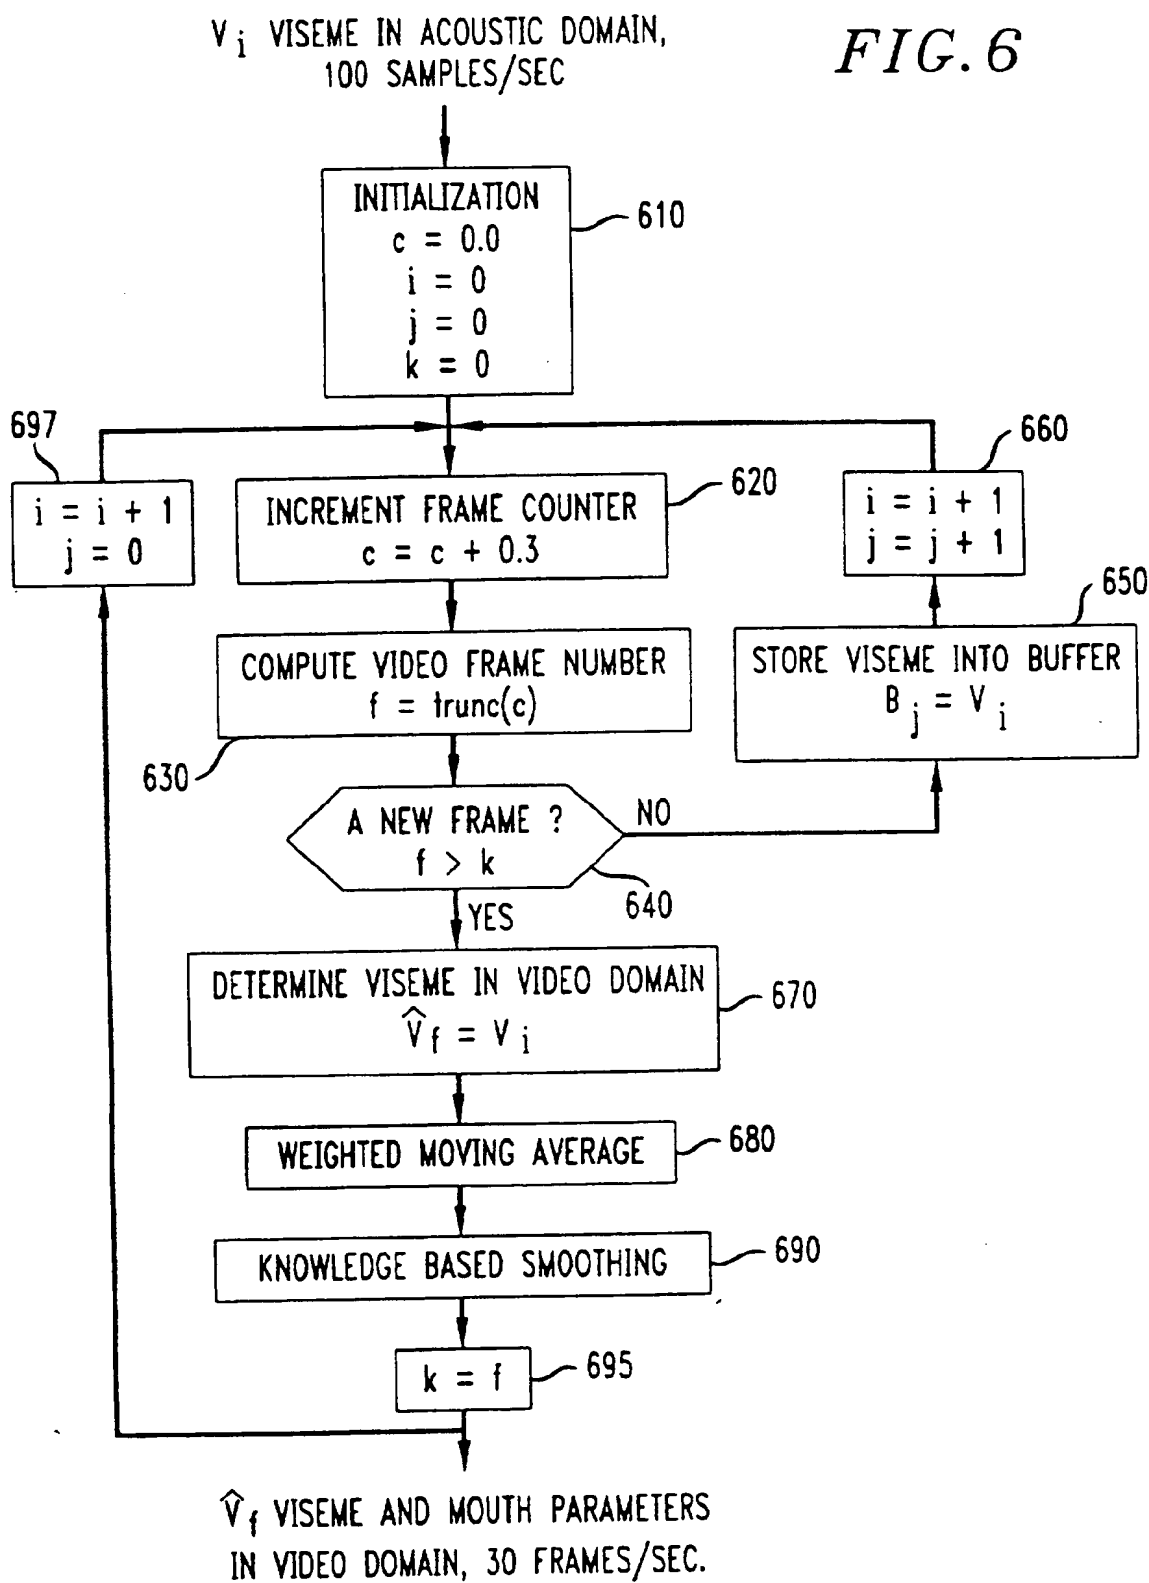 V i VISEME IN ACOUSTIC DOMAIN,
100 SAMPLES/SEC
FIG. 6
INITIALIZATION
c = 0.0
i = 0
j = 0
k = 0
610
697
i = i + 1
j = 0
INCREMENT FRAME COUNTER
c = c + 0.3
620
660
i = i + 1
j = j + 1
COMPUTE VIDEO FRAME NUMBER
f = trunc(c)
630
650
STORE VISEME INTO BUFFER
B j = V i
A NEW FRAME ?
f > k
640
NO
YES
DETERMINE VISEME IN VIDEO DOMAIN
V̂ f = V i
670
WEIGHTED MOVING AVERAGE
680
KNOWLEDGE BASED SMOOTHING
690
k = f
695
V̂ f VISEME AND MOUTH PARAMETERS
IN VIDEO DOMAIN, 30 FRAMES/SEC.